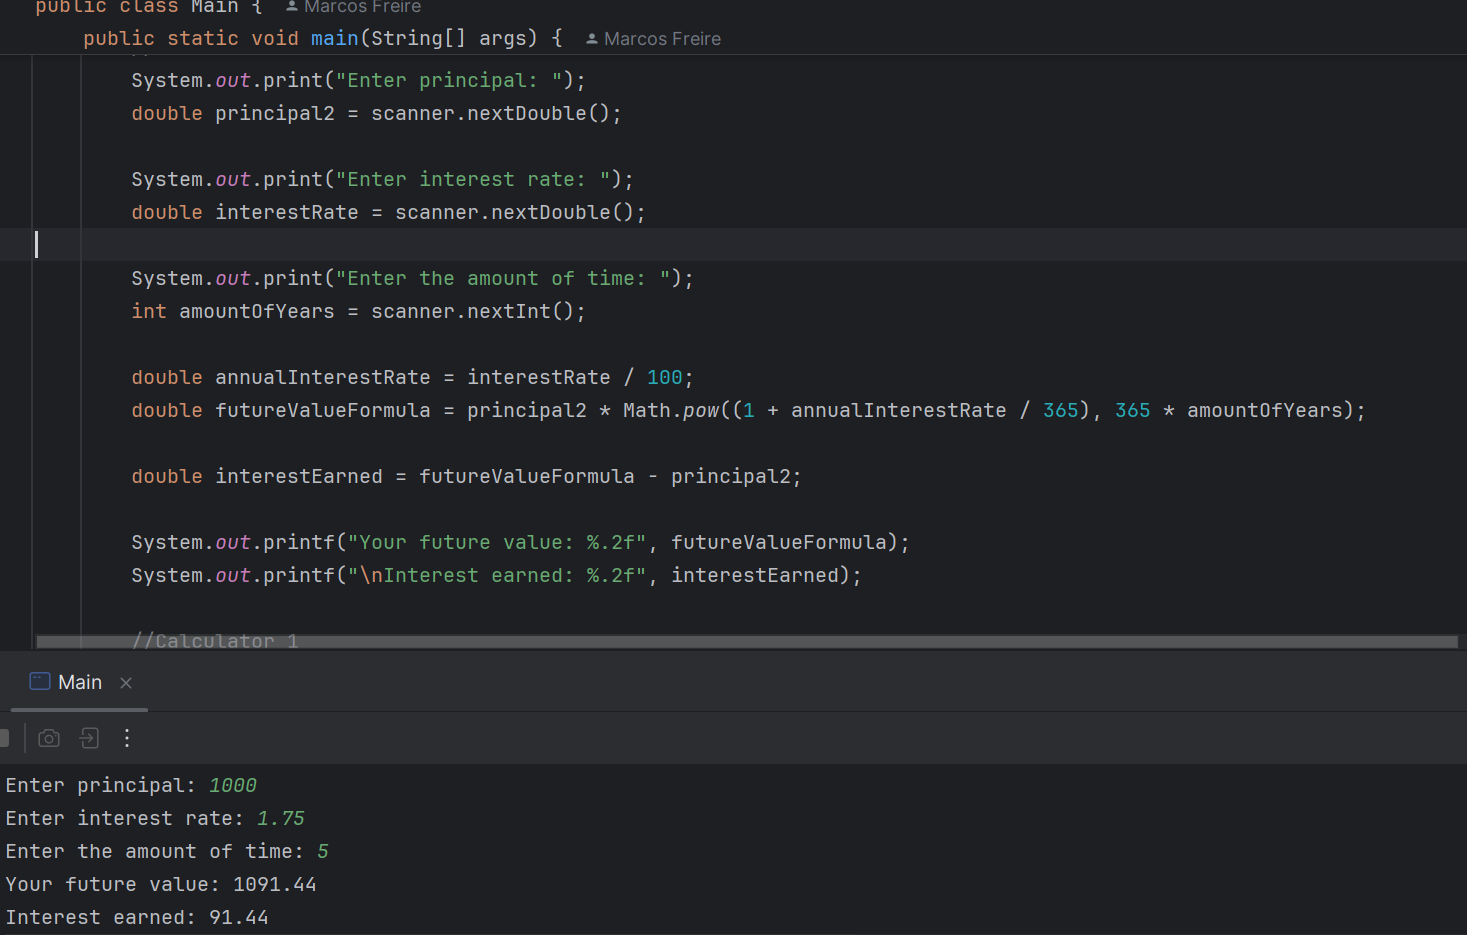 public class Main {  Marcos Freire
public static void main(String[] args) {  Marcos Freire
System.out.print("Enter principal: ");
double principal2 = scanner.nextDouble();
System.out.print("Enter interest rate: ");
double interestRate = scanner.nextDouble();
System.out.print("Enter the amount of time: ");
int amountOfYears = scanner.nextInt();
double annualInterestRate = interestRate / 100;
double futureValueFormula = principal2 * Math.pow((1 + annualInterestRate / 365), 365 * amountOfYears);
double interestEarned = futureValueFormula - principal2;
System.out.printf("Your future value: %.2f", futureValueFormula);
System.out.printf("\nInterest earned: %.2f", interestEarned);
//Calculator 1
Main
Enter principal: 1000
Enter interest rate: 1.75
Enter the amount of time: 5
Your future value: 1091.44
Interest earned: 91.44